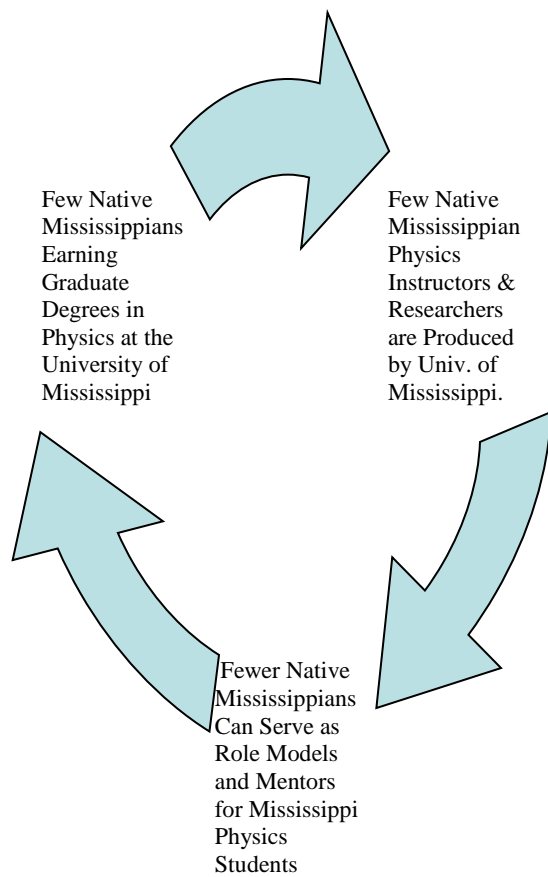 Few Native
Mississippians
Earning
Graduate
Degrees in
Physics at the
University of
Mississippi
Few Native
Mississippian
Physics
Instructors &
Researchers
are Produced
by Univ. of
Mississippi.
Fewer Native
Mississippians
Can Serve as
Role Models
and Mentors
for Mississippi
Physics
Students